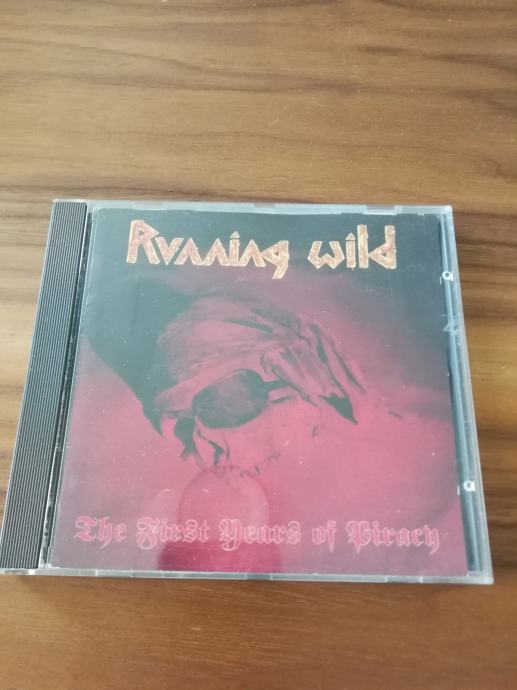 Running Wild
The First Years of Piracy